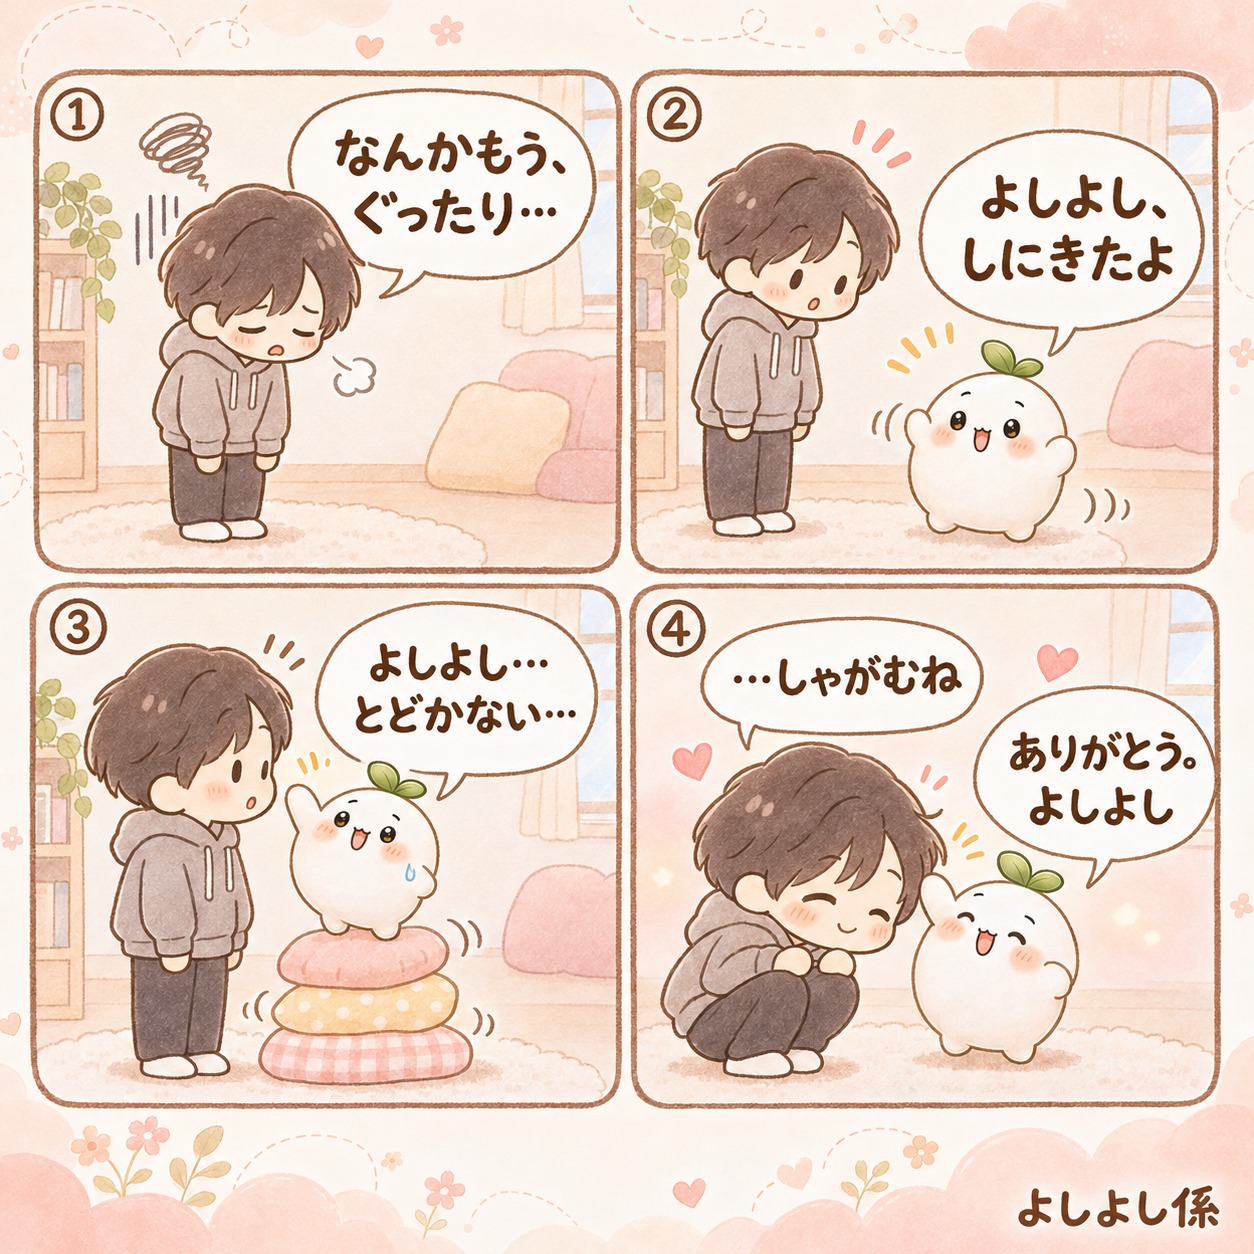 ①
なんかもう、
ぐったり…
②
よしよし、
しにきたよ
③
よしよし…
とどかない…
④
…しゃがむね
ありがとう。
よしよし
よしよし係